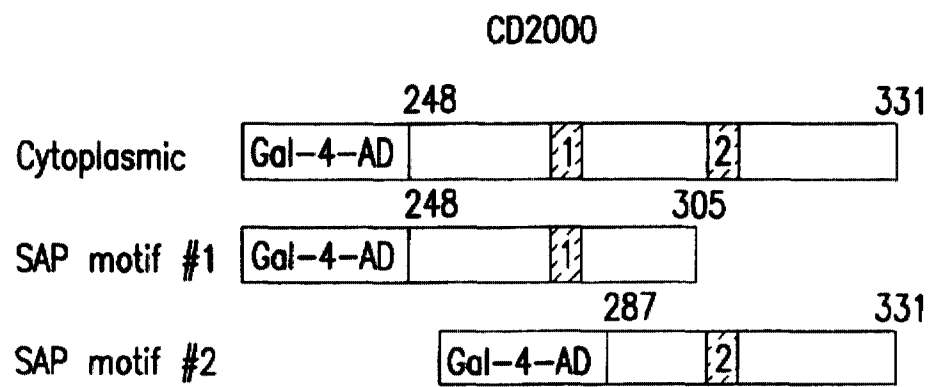 CD2000
248 331
Cytoplasmic Gal-4-AD 1 2
248 305
SAP motif #1 Gal-4-AD 1
287 331
SAP motif #2 Gal-4-AD 2